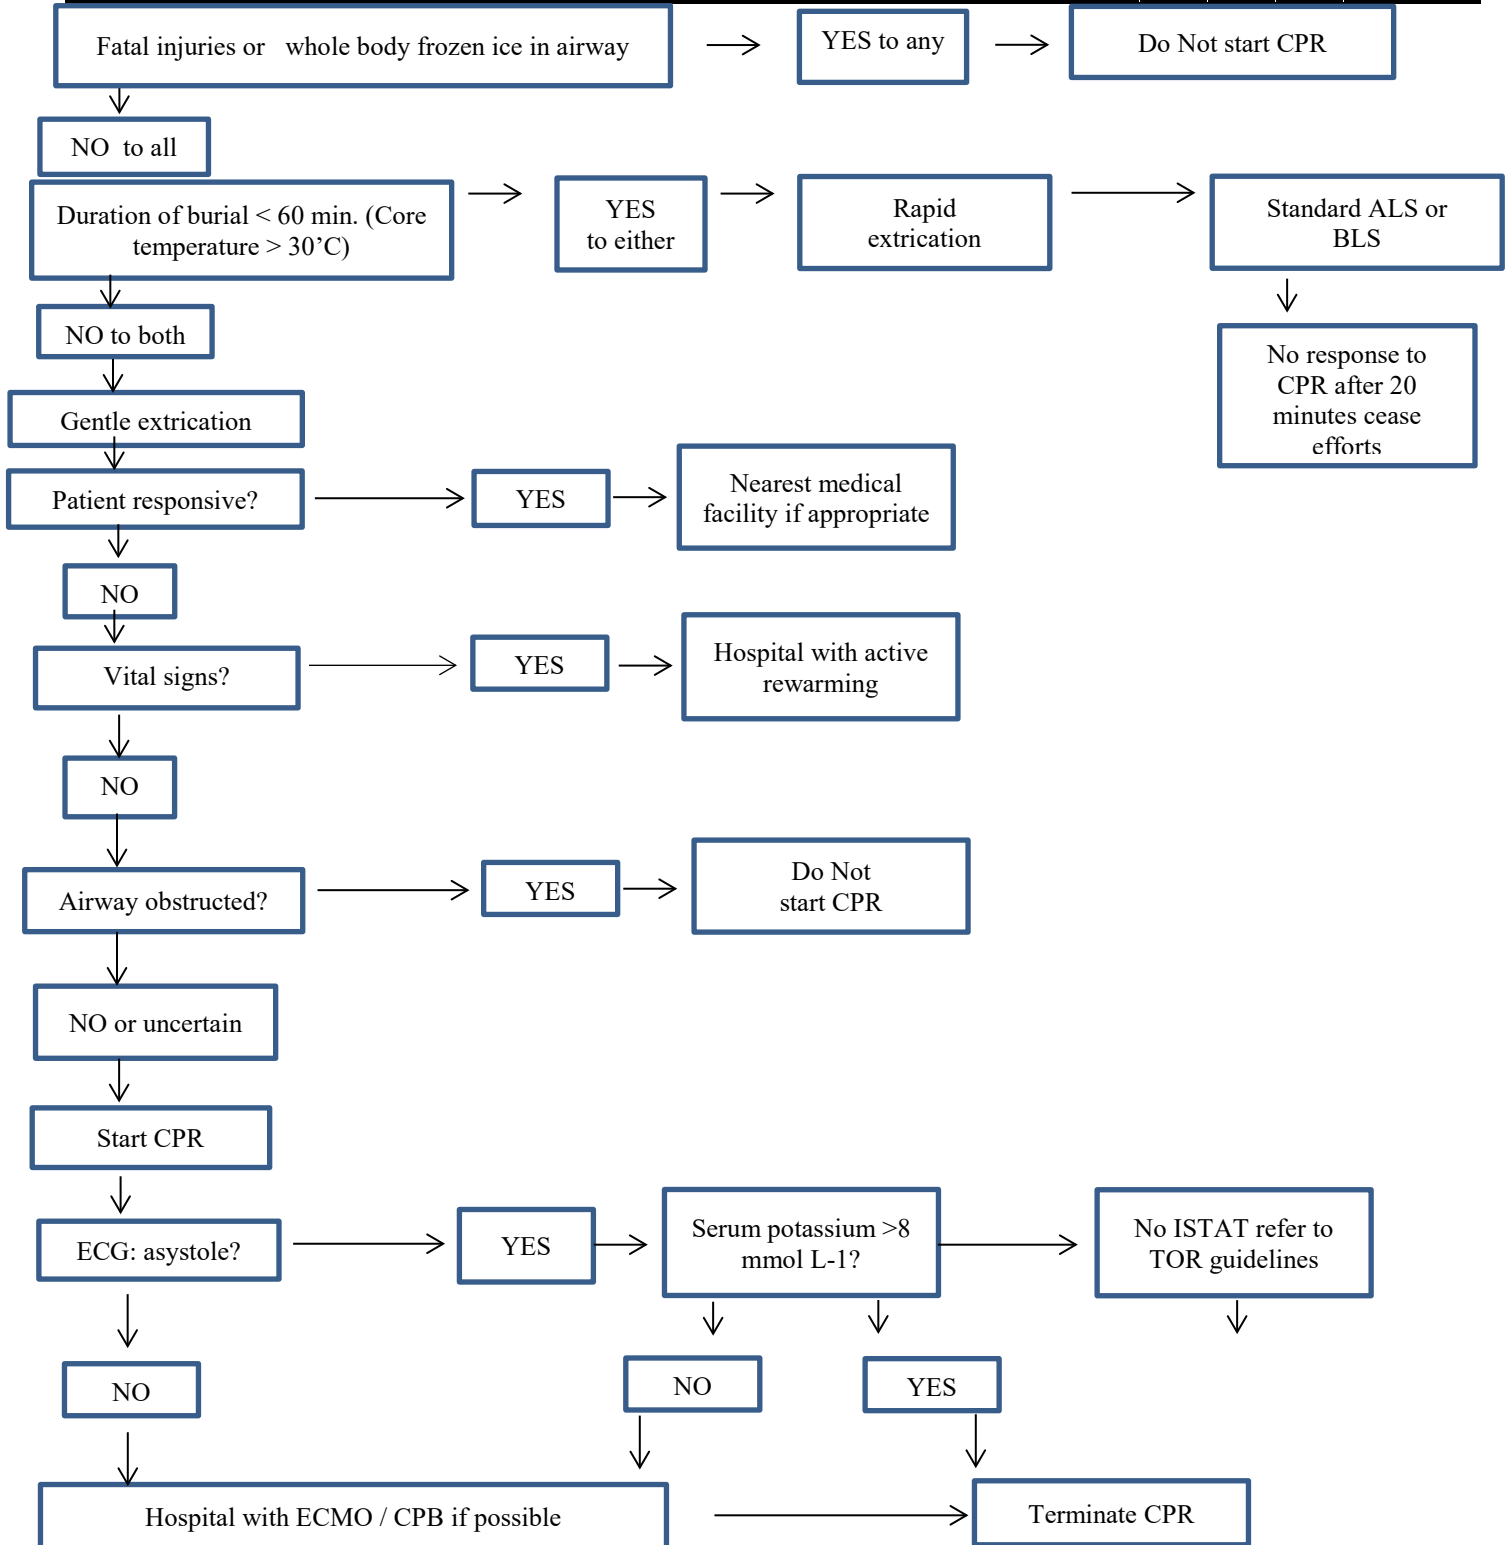 Fatal injuries or whole body frozen ice in airway
YES to any
Do Not start CPR
NO to all
Duration of burial < 60 min. (Core
temperature > 30’C)
YES
to either
Rapid
extrication
Standard ALS or
BLS
NO to both
No response to
CPR after 20
minutes cease
efforts
Gentle extrication
Patient responsive?
YES
Nearest medical
facility if appropriate
NO
Vital signs?
YES
Hospital with active
rewarming
NO
Airway obstructed?
YES
Do Not
start CPR
NO or uncertain
Start CPR
ECG: asystole?
YES
Serum potassium >8
mmol L-1?
No ISTAT refer to
TOR guidelines
NO
NO
YES
Hospital with ECMO / CPB if possible
Terminate CPR